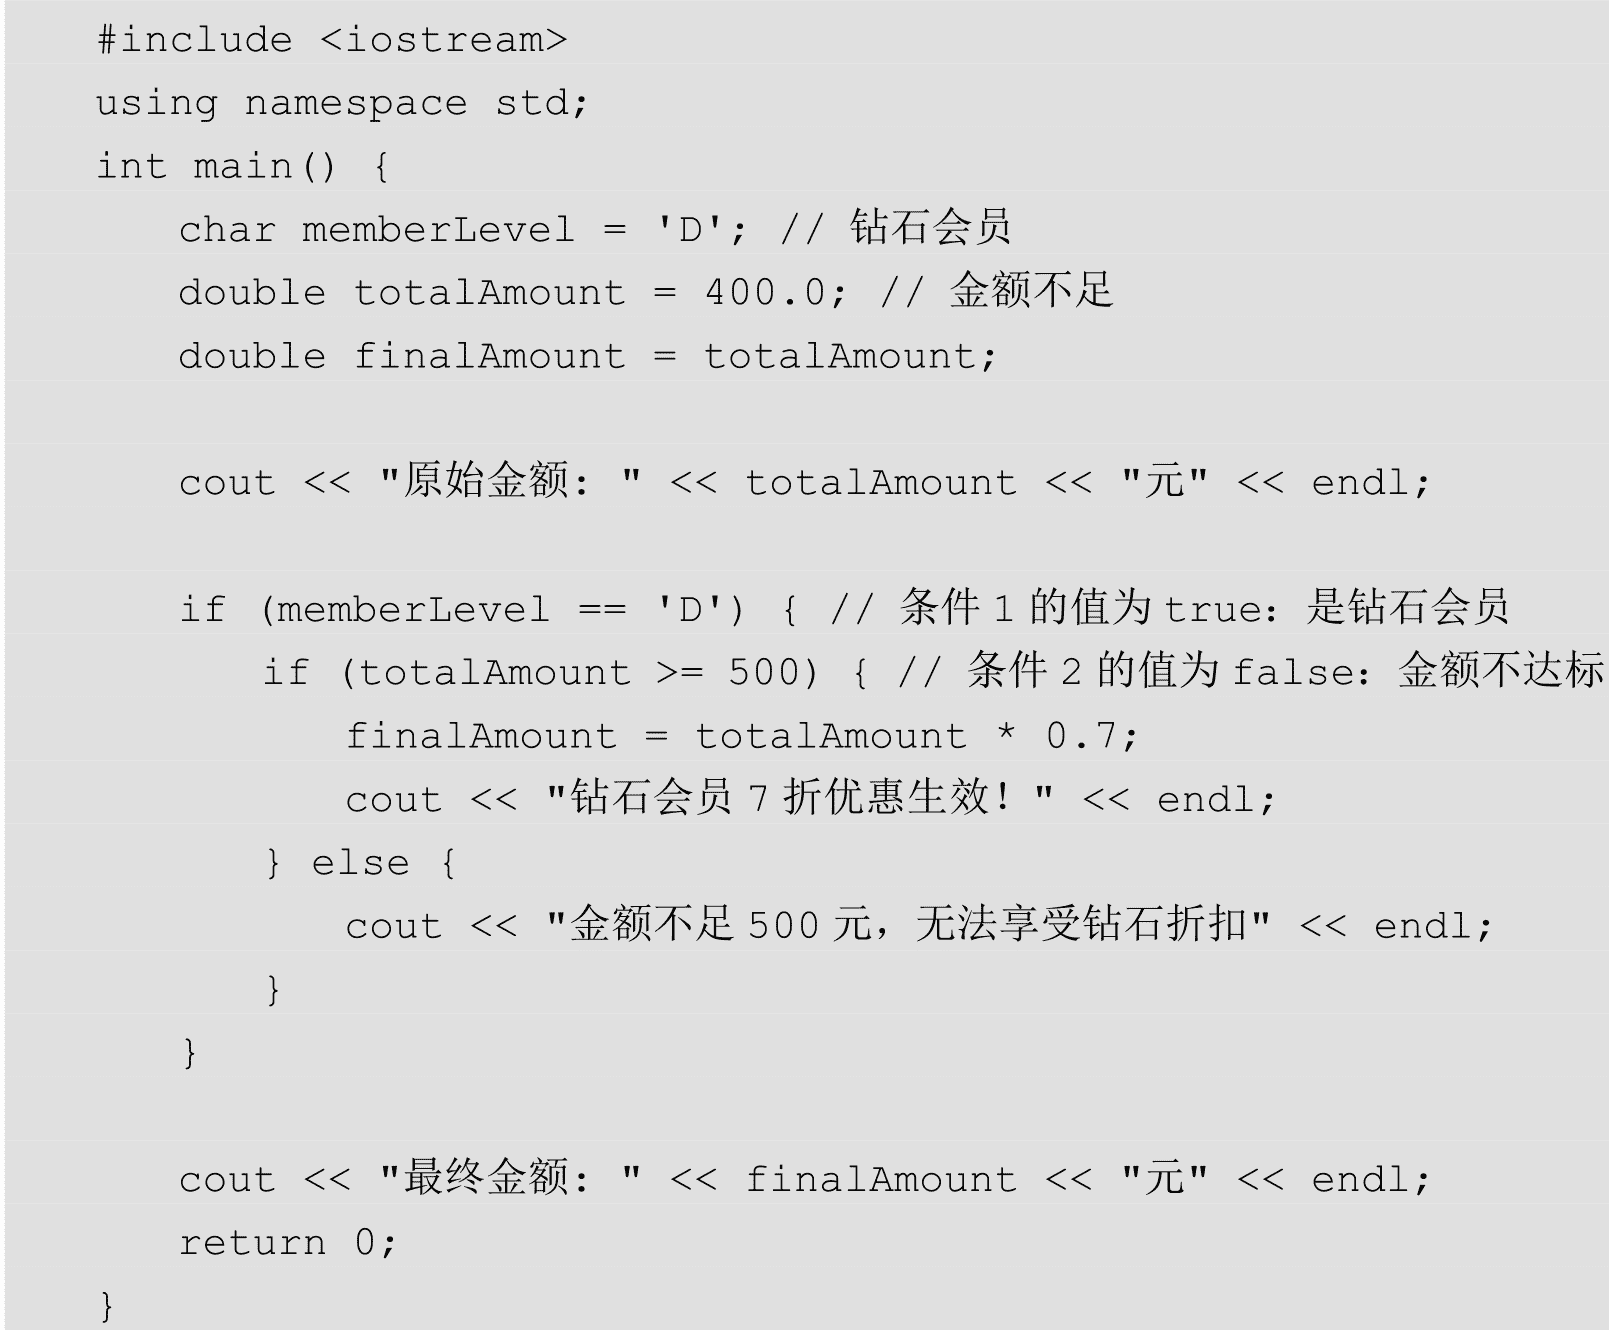 #include <iostream>
using namespace std;
int main() {
char memberLevel = 'D'; // 钻石会员
double totalAmount = 400.0; // 金额不足
double finalAmount = totalAmount;
cout << "原始金额：" << totalAmount << "元" << endl;
if (memberLevel == 'D') { // 条件 1 的值为 true：是钻石会员
if (totalAmount >= 500) { // 条件 2 的值为 false：金额不达标
finalAmount = totalAmount * 0.7;
cout << "钻石会员 7 折优惠生效！" << endl;
} else {
cout << "金额不足 500 元，无法享受钻石折扣" << endl;
}
}
cout << "最终金额：" << finalAmount << "元" << endl;
return 0;
}